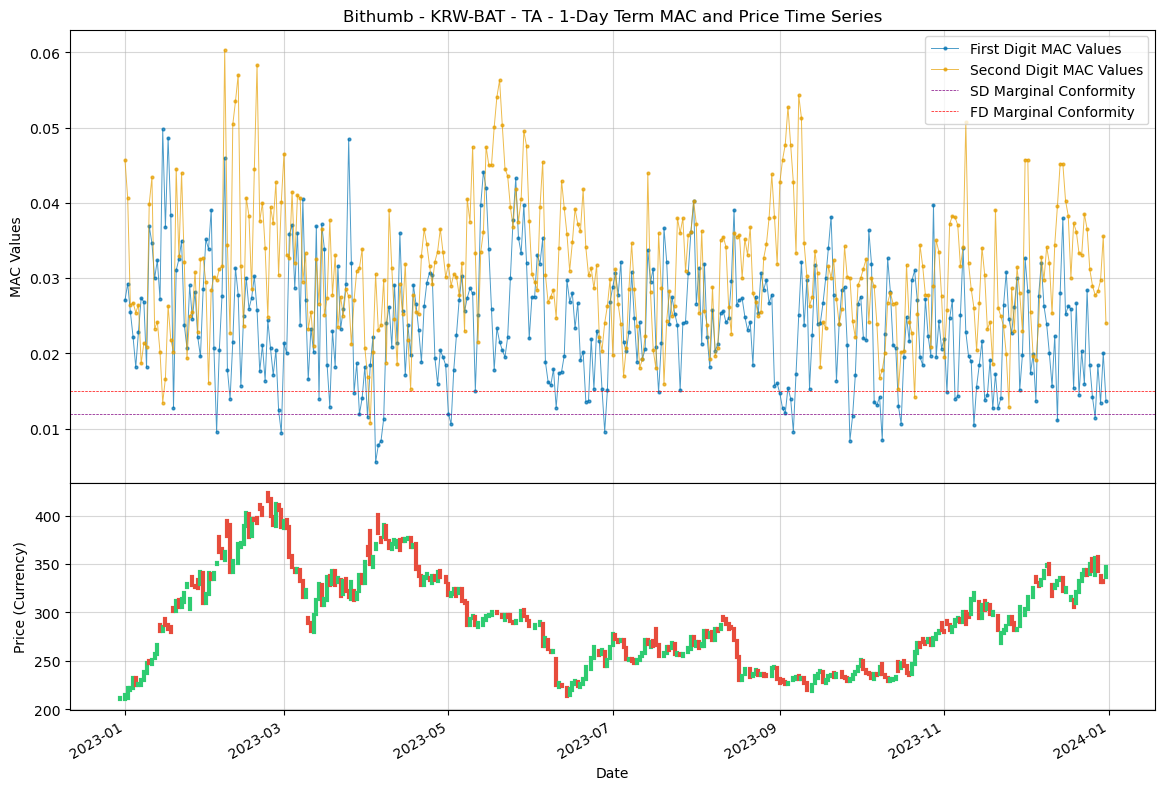 Bithumb - KRW-BAT - TA - 1-Day Term MAC and Price Time Series
First Digit MAC Values
Second Digit MAC Values
SD Marginal Conformity
FD Marginal Conformity
MAC Values
0.06
0.05
0.04
0.03
0.02
0.01
Price (Currency)
400
350
300
250
200
2023-01
2023-03
2023-05
2023-07
2023-09
2023-11
2024-01
Date